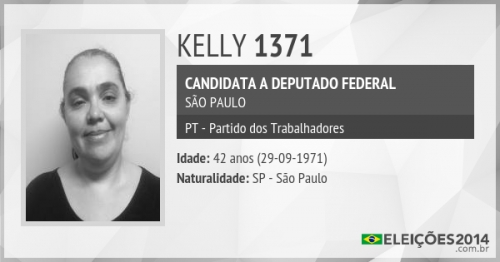 KELLY 1371
CANDIDATA A DEPUTADO FEDERAL
SÃO PAULO
PT - Partido dos Trabalhadores
Idade: 42 anos (29-09-1971)
Naturalidade: SP - São Paulo
ELEIÇÕES2014
.com.br